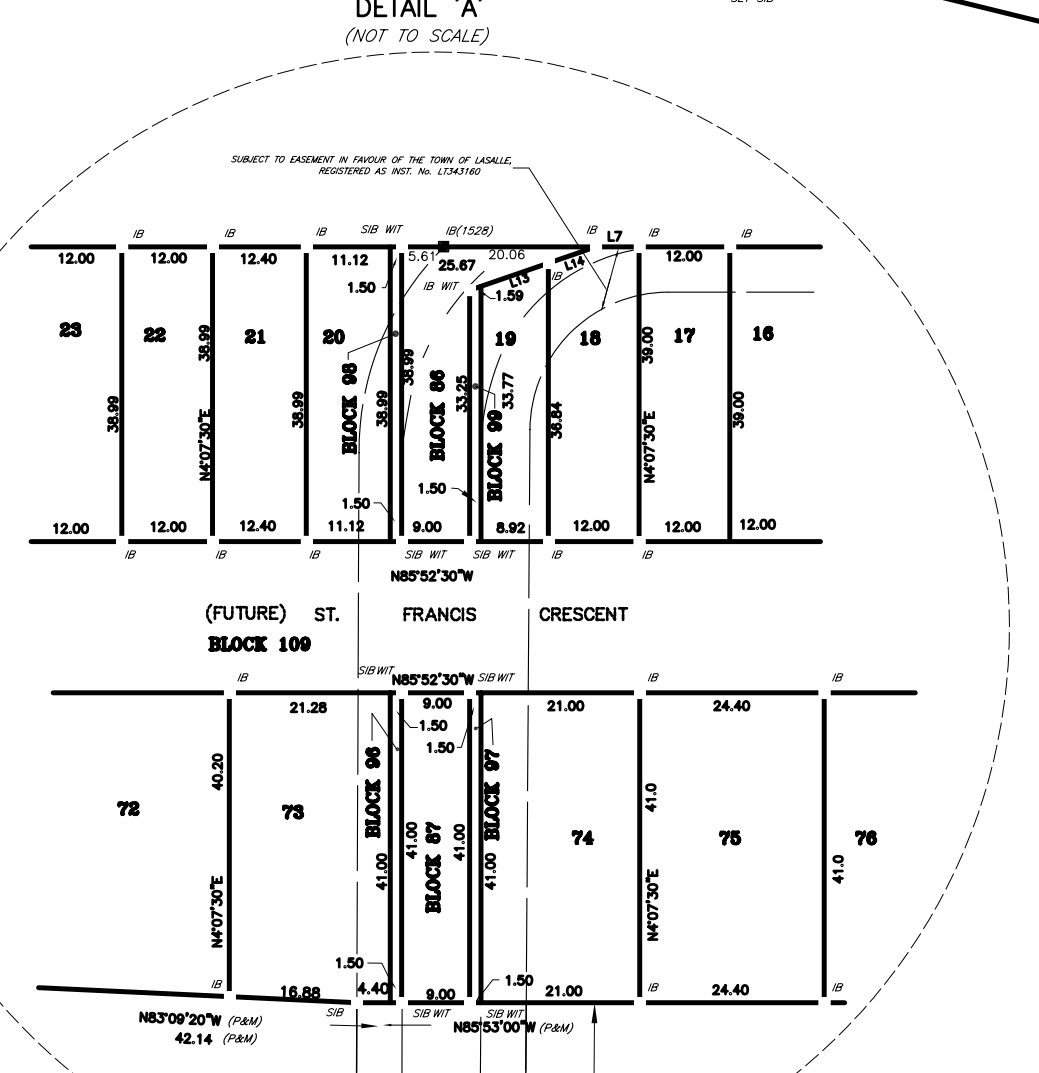 DETAIL 'A'
(NOT TO SCALE)
SUBJECT TO EASEMENT IN FAVOUR OF THE TOWN OF LASALLE,
REGISTERED AS INST. No. LT343160
IB IB IB SIB WIT IB(1528) IB L7 IB IB
12.00 12.00 12.40 11.12 5.61 25.67 20.06 L14 12.00
1.50 IB WIT 1.59 L13 IB
23 22 21 20 19 18 17 16
38.99 38.99 38.99 38.99 38.99 33.25 33.77 36.84 39.00 39.00
BLOCK 98
BLOCK 86
BLOCK 99
N4°07'30"E
N4°07'30"E
1.50 1.50
12.00 12.00 12.40 11.12 9.00 8.92 12.00 12.00 12.00
IB IB SIB WIT SIB WIT IB IB
N85°52'30"W
(FUTURE) ST. FRANCIS CRESCENT
BLOCK 109
IB SIB WIT N85°52'30"W SIB WIT IB IB
21.28 9.00 21.00 24.40
1.50
1.50
40.20
BLOCK 96
BLOCK 87
BLOCK 97
41.0
72 73 74 75 76
41.00 41.00 41.00 41.00 41.0
N4°07'30"E
N4°07'30"E
1.50 1.50
IB 16.88 4.40 9.00 21.00 IB 24.40 IB
SIB SIB WIT SIB WIT
N83°09'20"W (P&M) N85°53'00"W (P&M)
42.14 (P&M)